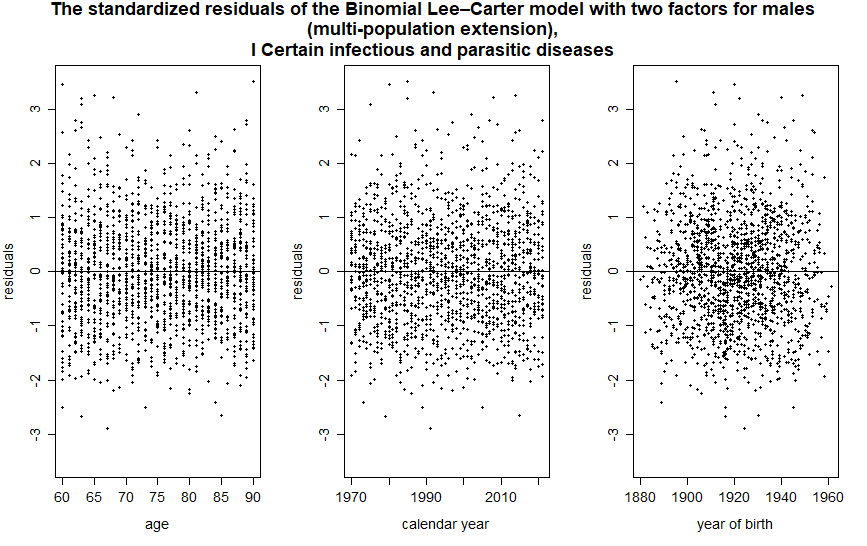 The standardized residuals of the Binomial Lee–Carter model with two factors for males
(multi-population extension),
I Certain infectious and parasitic diseases
residuals
3
2
1
0
-1
-2
-3
60 65 70 75 80 85 90
age
residuals
3
2
1
0
-1
-2
-3
1970 1990 2010
calendar year
residuals
3
2
1
0
-1
-2
-3
1880 1900 1920 1940 1960
year of birth